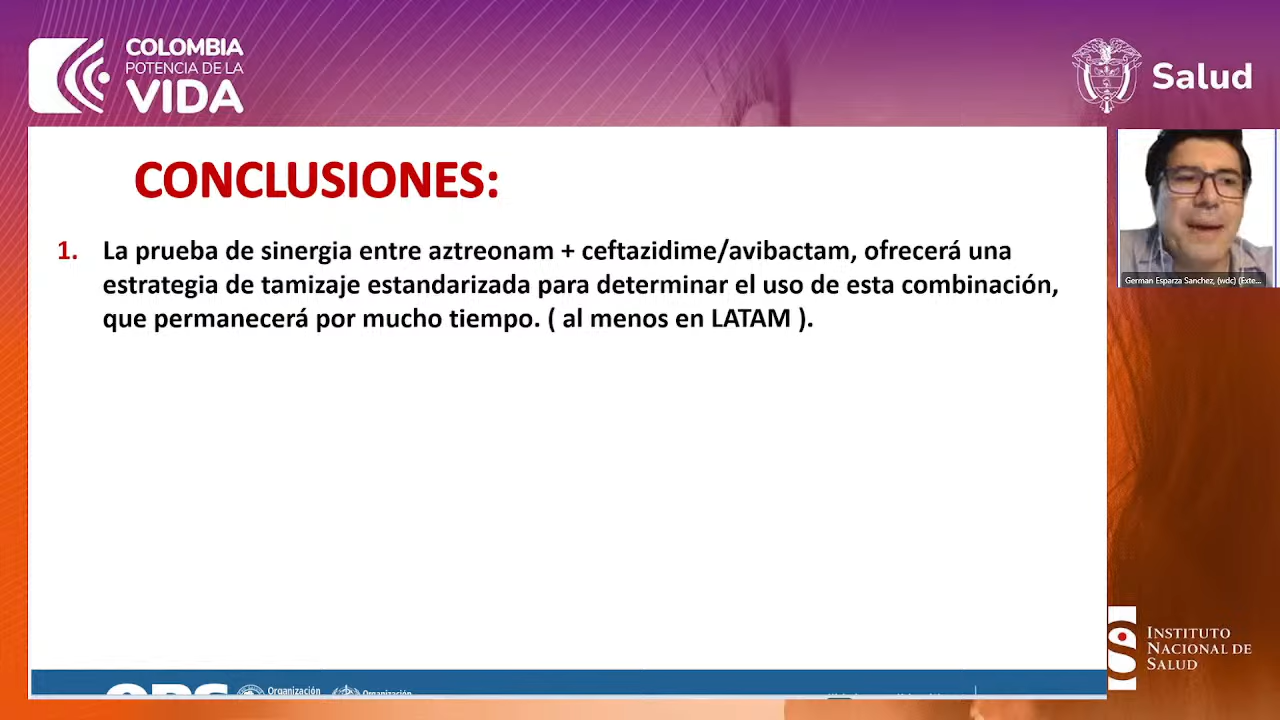 COLOMBIA
POTENCIA DE LA
VIDA
Salud
CONCLUSIONES:
1. La prueba de sinergia entre aztreonam + ceftazidime/avibactam, ofrecerá una
estrategia de tamizaje estandarizada para determinar el uso de esta combinación,
que permanecerá por mucho tiempo. ( al menos en LATAM ).
German Esparza Sanchez, (wdc) (Exte...
INSTITUTO
NACIONAL DE
SALUD
OPS
Organización
Organización